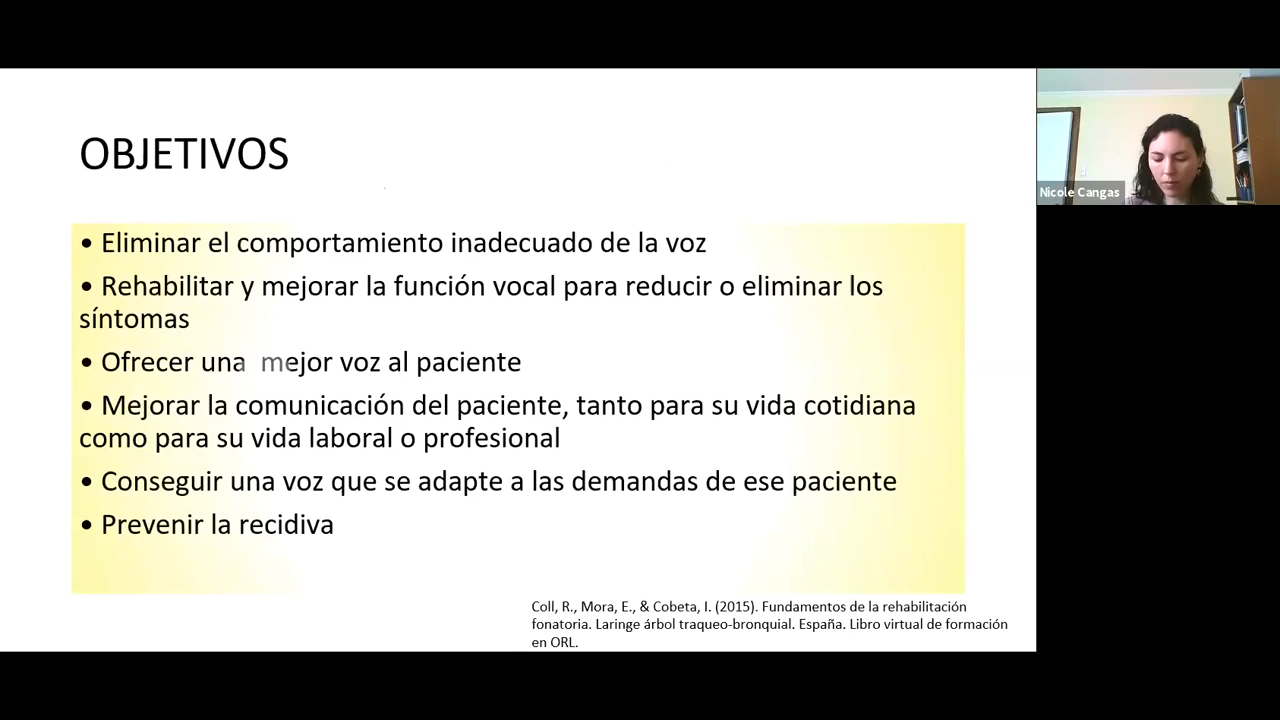 OBJETIVOS
• Eliminar el comportamiento inadecuado de la voz
• Rehabilitar y mejorar la función vocal para reducir o eliminar los
síntomas
• Ofrecer una mejor voz al paciente
• Mejorar la comunicación del paciente, tanto para su vida cotidiana
como para su vida laboral o profesional
• Conseguir una voz que se adapte a las demandas de ese paciente
• Prevenir la recidiva
Coll, R., Mora, E., & Cobeta, I. (2015). Fundamentos de la rehabilitación
fonatoria. Laringe árbol traqueo-bronquial. España. Libro virtual de formación
en ORL.
Nicole Cangas